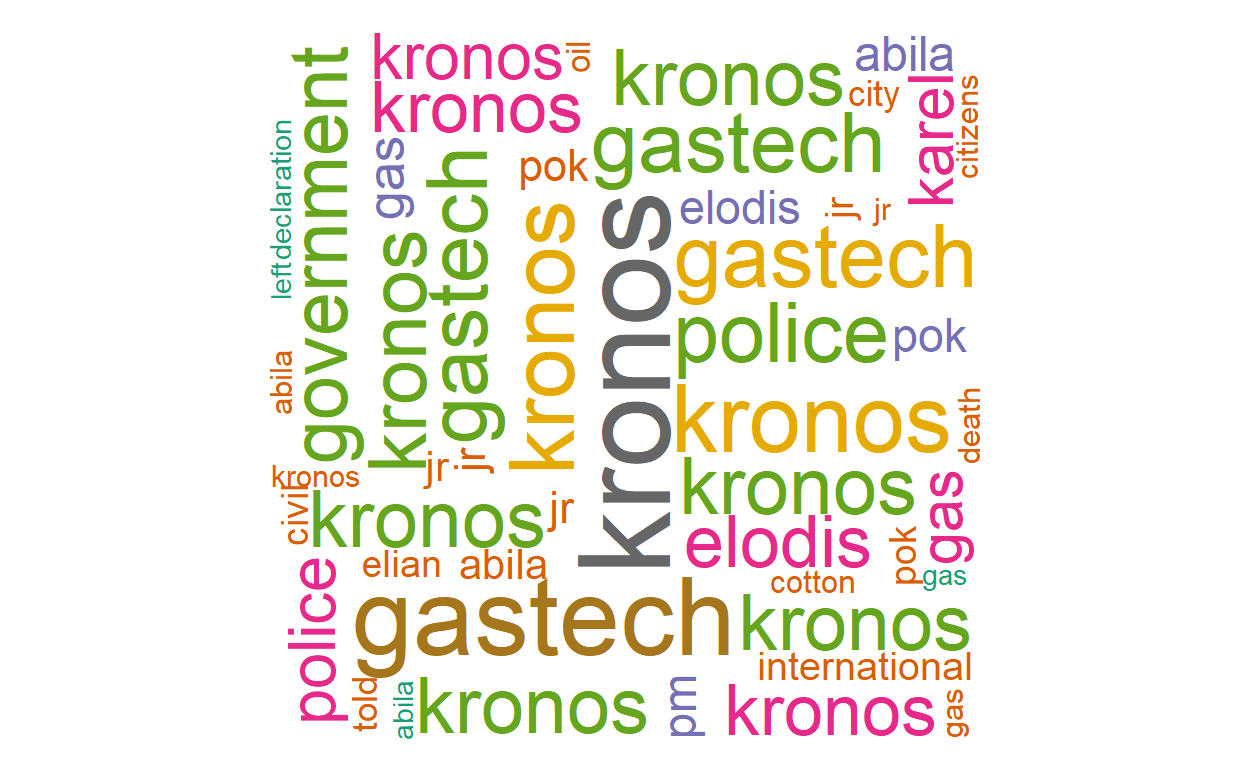 kronos
oil
kronos
abila
kronos
city
karel
citizens
government
kronos
gastech
leftdeclaration
gas
pok
gastech
elodis
jr
jr
kronos
kronos
kronos
gastech
police
pok
abila
kronos
death
kronos
jr
jr
kronos
civil
kronos
jr
gas
elodis
pok
elian
abila
gas
cotton
police
gastech
kronos
international
told
abila
kronos
pm
kronos
gas